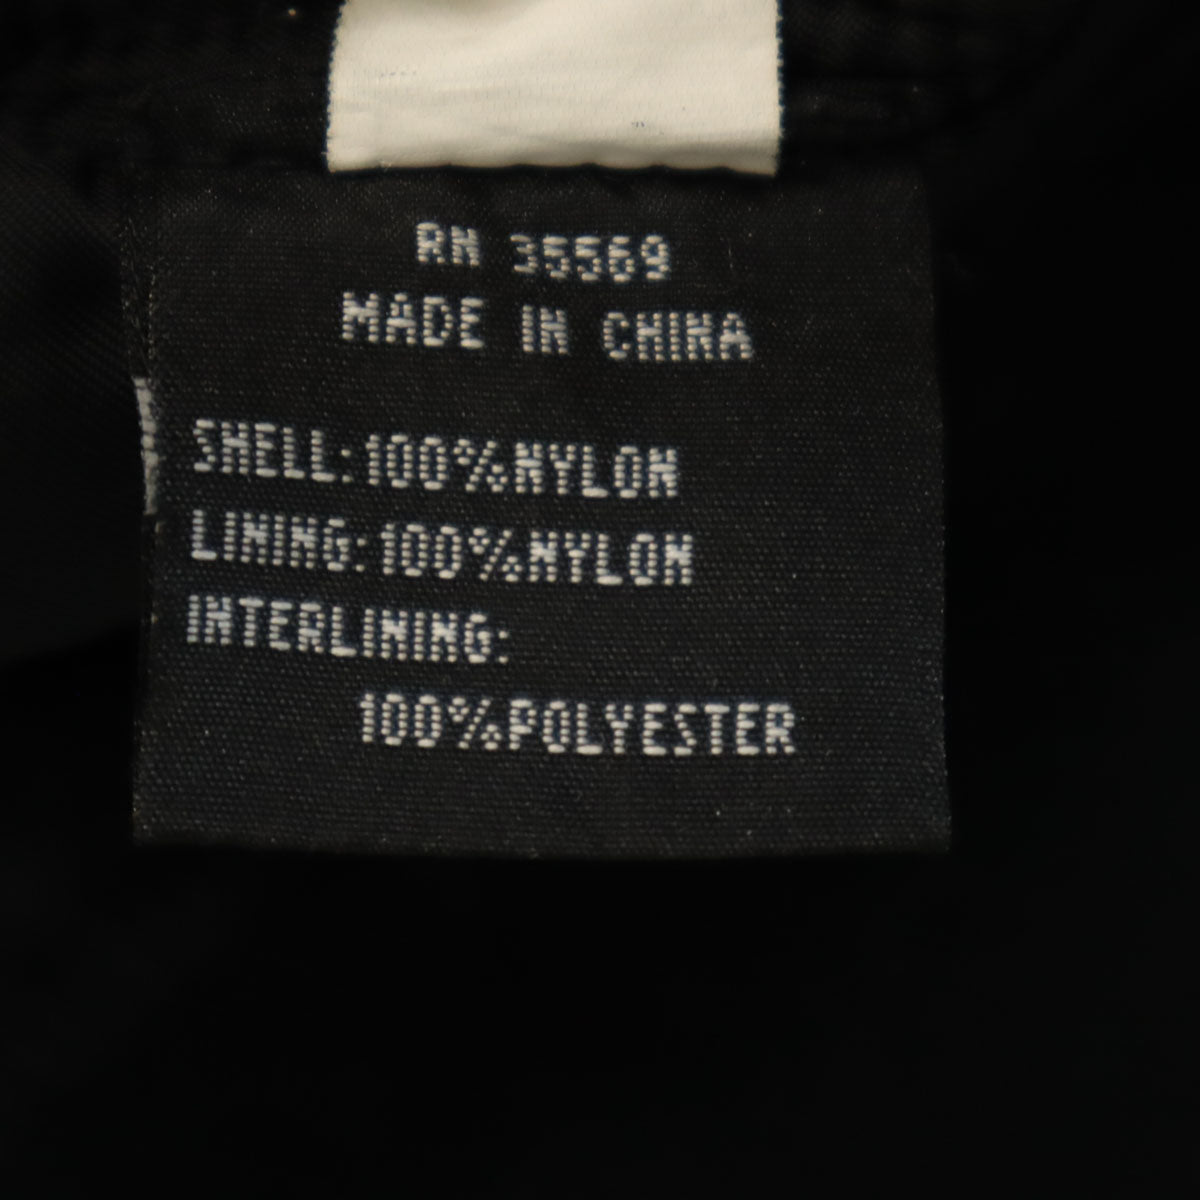 RN 35569
MADE IN CHINA
SHELL:100%NYLON
LINING:100%NYLON
INTERLINING:
100%POLYESTER